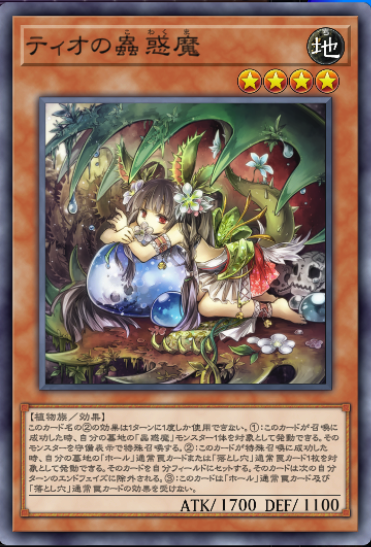 ティオの蟲惑魔
地
【植物族/効果】
このカード名の②の効果は1ターンに1度しか使用できない。①:このカードが召喚に
成功した時、自分の墓地の「蟲惑魔」モンスター1体を対象として発動できる。その
モンスターを守備表示で特殊召喚する。②:このカードが特殊召喚に成功した
時、自分の墓地の「ホール」通常罠カードまたは「落とし穴」通常罠カード1枚を対
象として発動できる。そのカードを自分フィールドにセットする。そのカードは次の自分
ターンのエンドフェイズに除外される。③:このカードは「ホール」通常罠カード及び
「落とし穴」通常罠カードの効果を受けない。
ATK/1700 DEF/1100